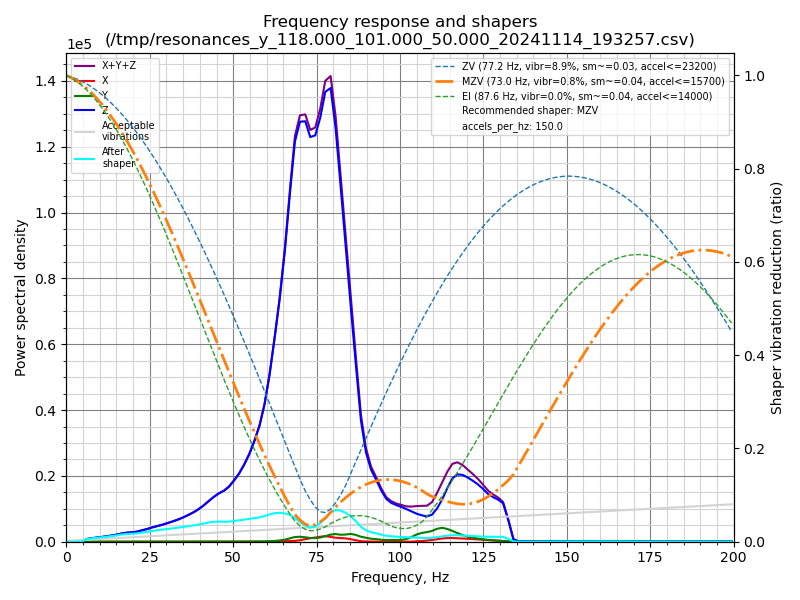 Frequency response and shapers
(/tmp/resonances_y_118.000_101.000_50.000_20241114_193257.csv)
1e5
X+Y+Z
X
Y
Z
Acceptable
vibrations
After
shaper
ZV (77.2 Hz, vibr=8.9%, sm~=0.03, accel<=23200)
MZV (73.0 Hz, vibr=0.8%, sm~=0.04, accel<=15700)
EI (87.6 Hz, vibr=0.0%, sm~=0.04, accel<=14000)
Recommended shaper: MZV
accels_per_hz: 150.0
Power spectral density
1.4
1.2
1.0
0.8
0.6
0.4
0.2
0.0
1.0
0.8
0.6
0.4
0.2
0.0
Shaper vibration reduction (ratio)
0 25 50 75 100 125 150 175 200
Frequency, Hz